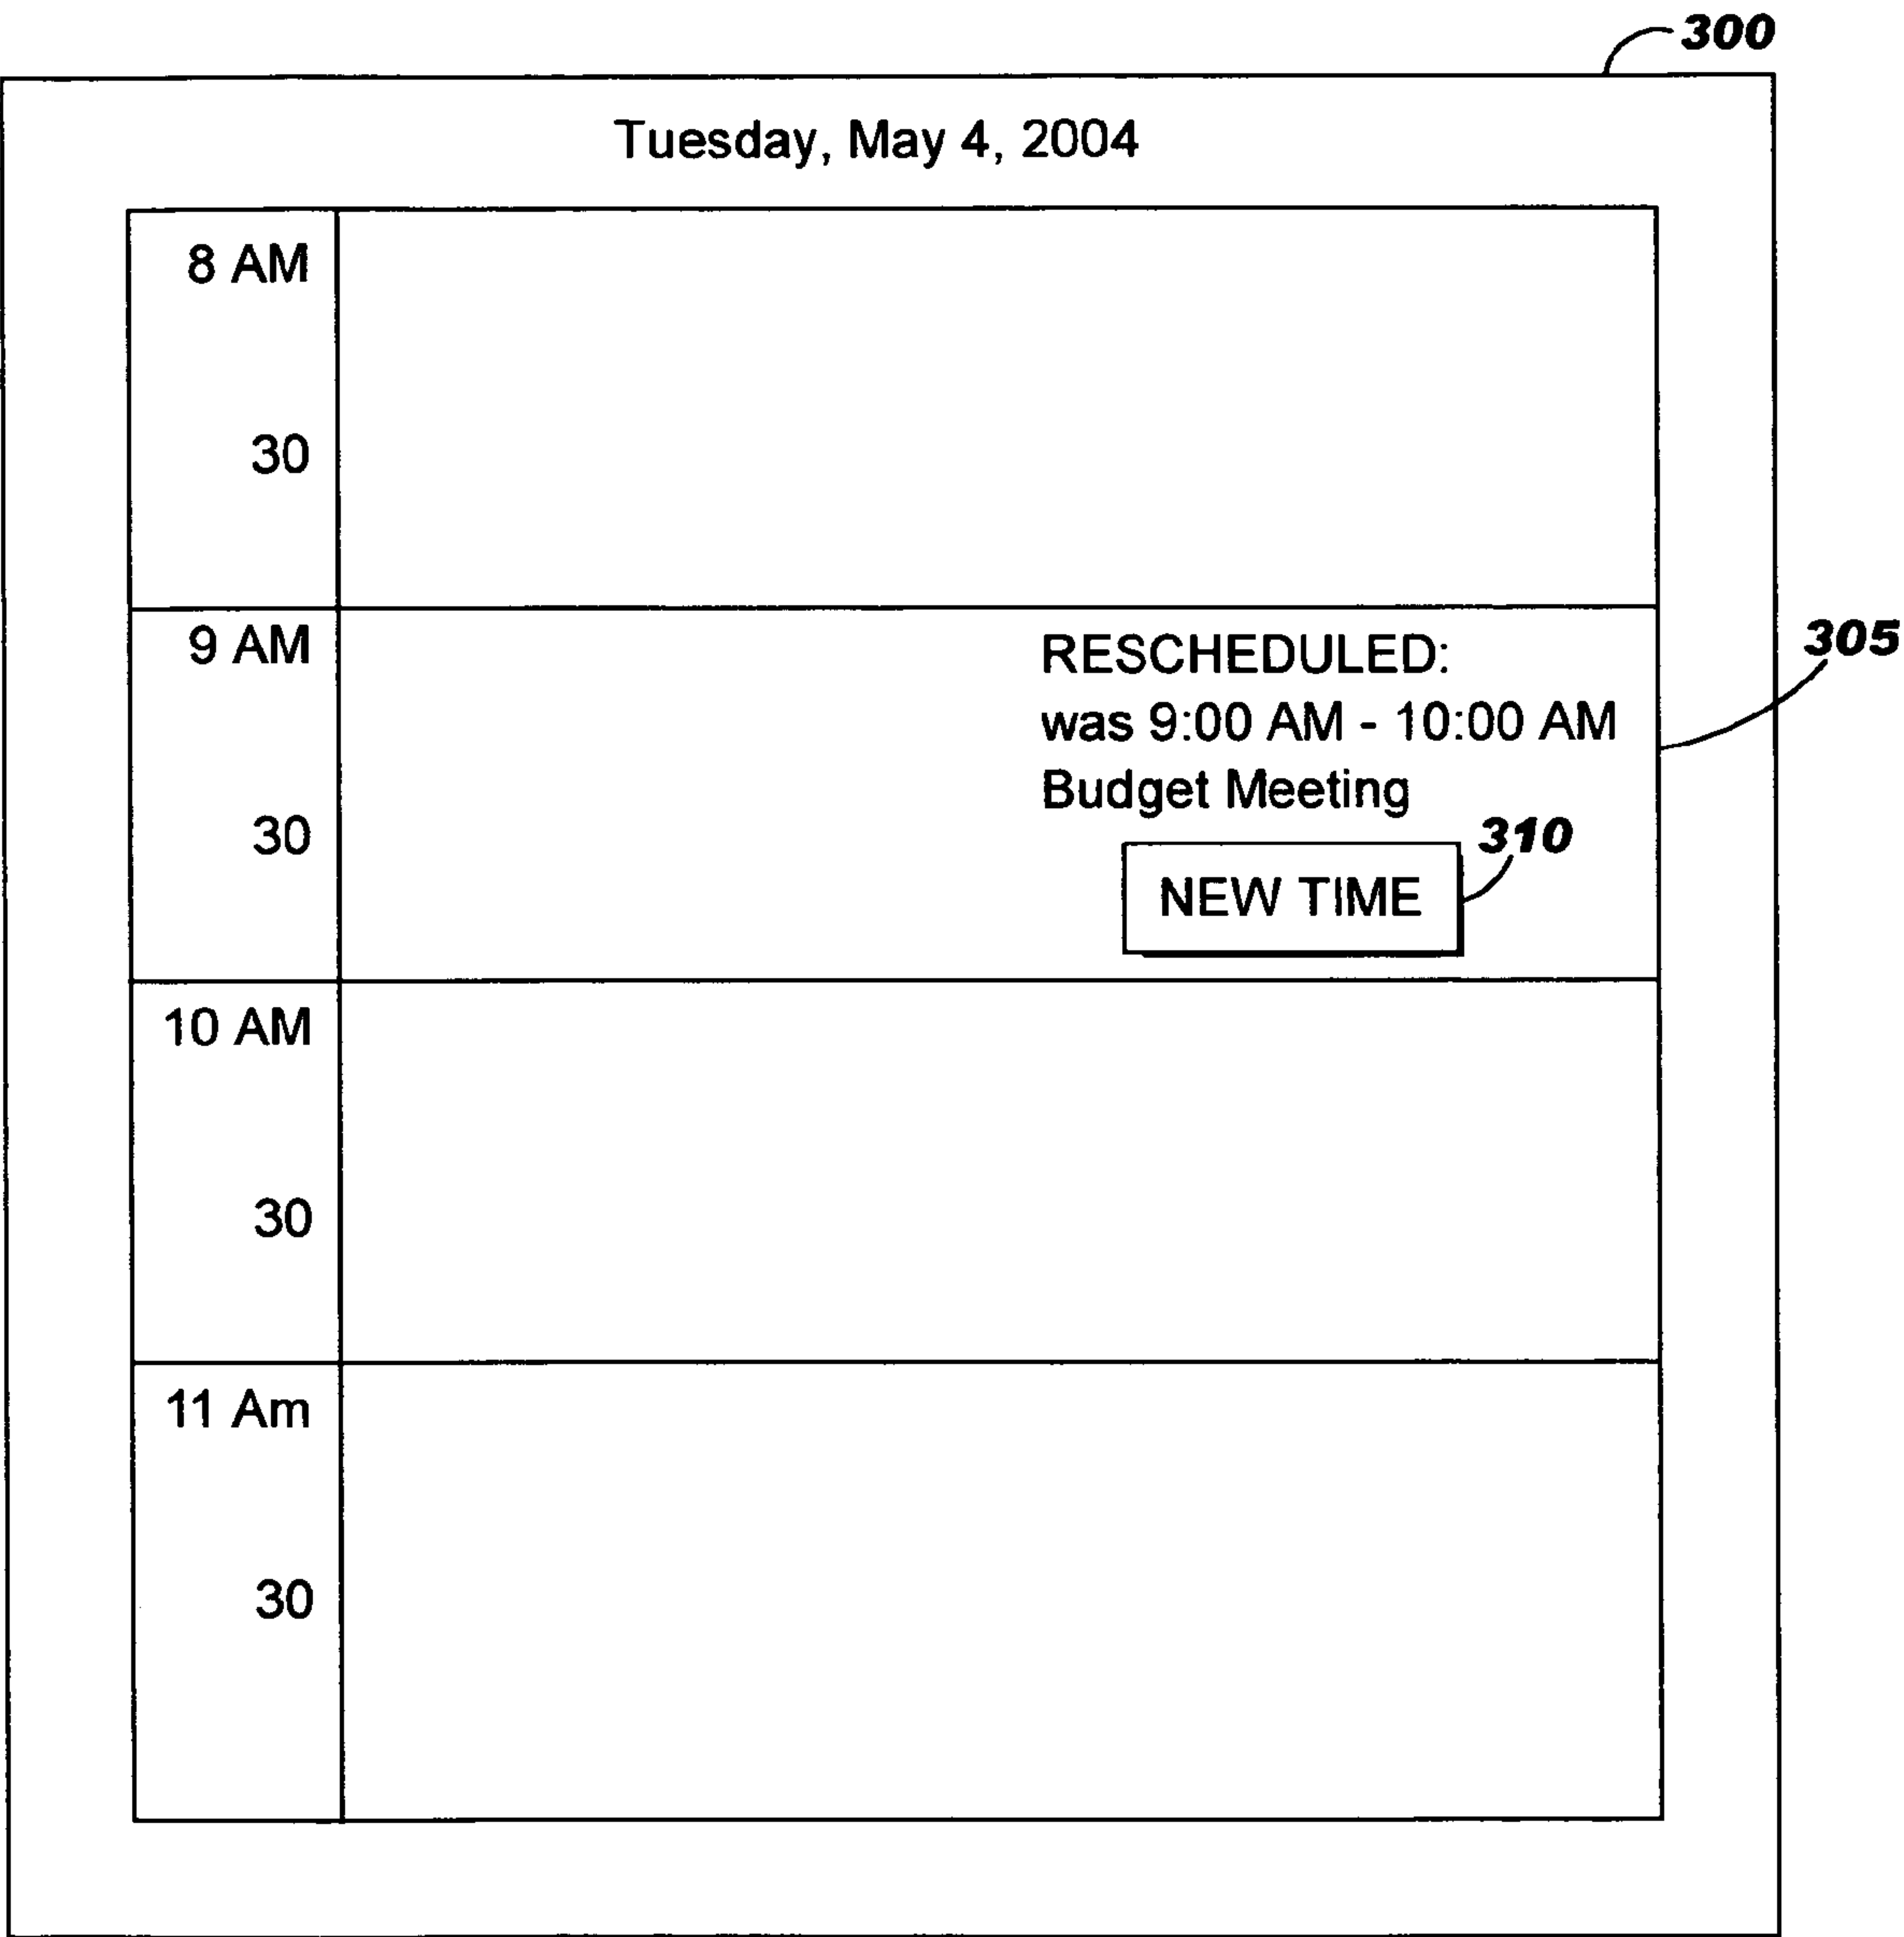 300
Tuesday, May 4, 2004
8 AM
30
9 AM
RESCHEDULED:
305
was 9:00 AM - 10:00 AM
Budget Meeting
30
310
NEW TIME
10 AM
30
11 Am
30